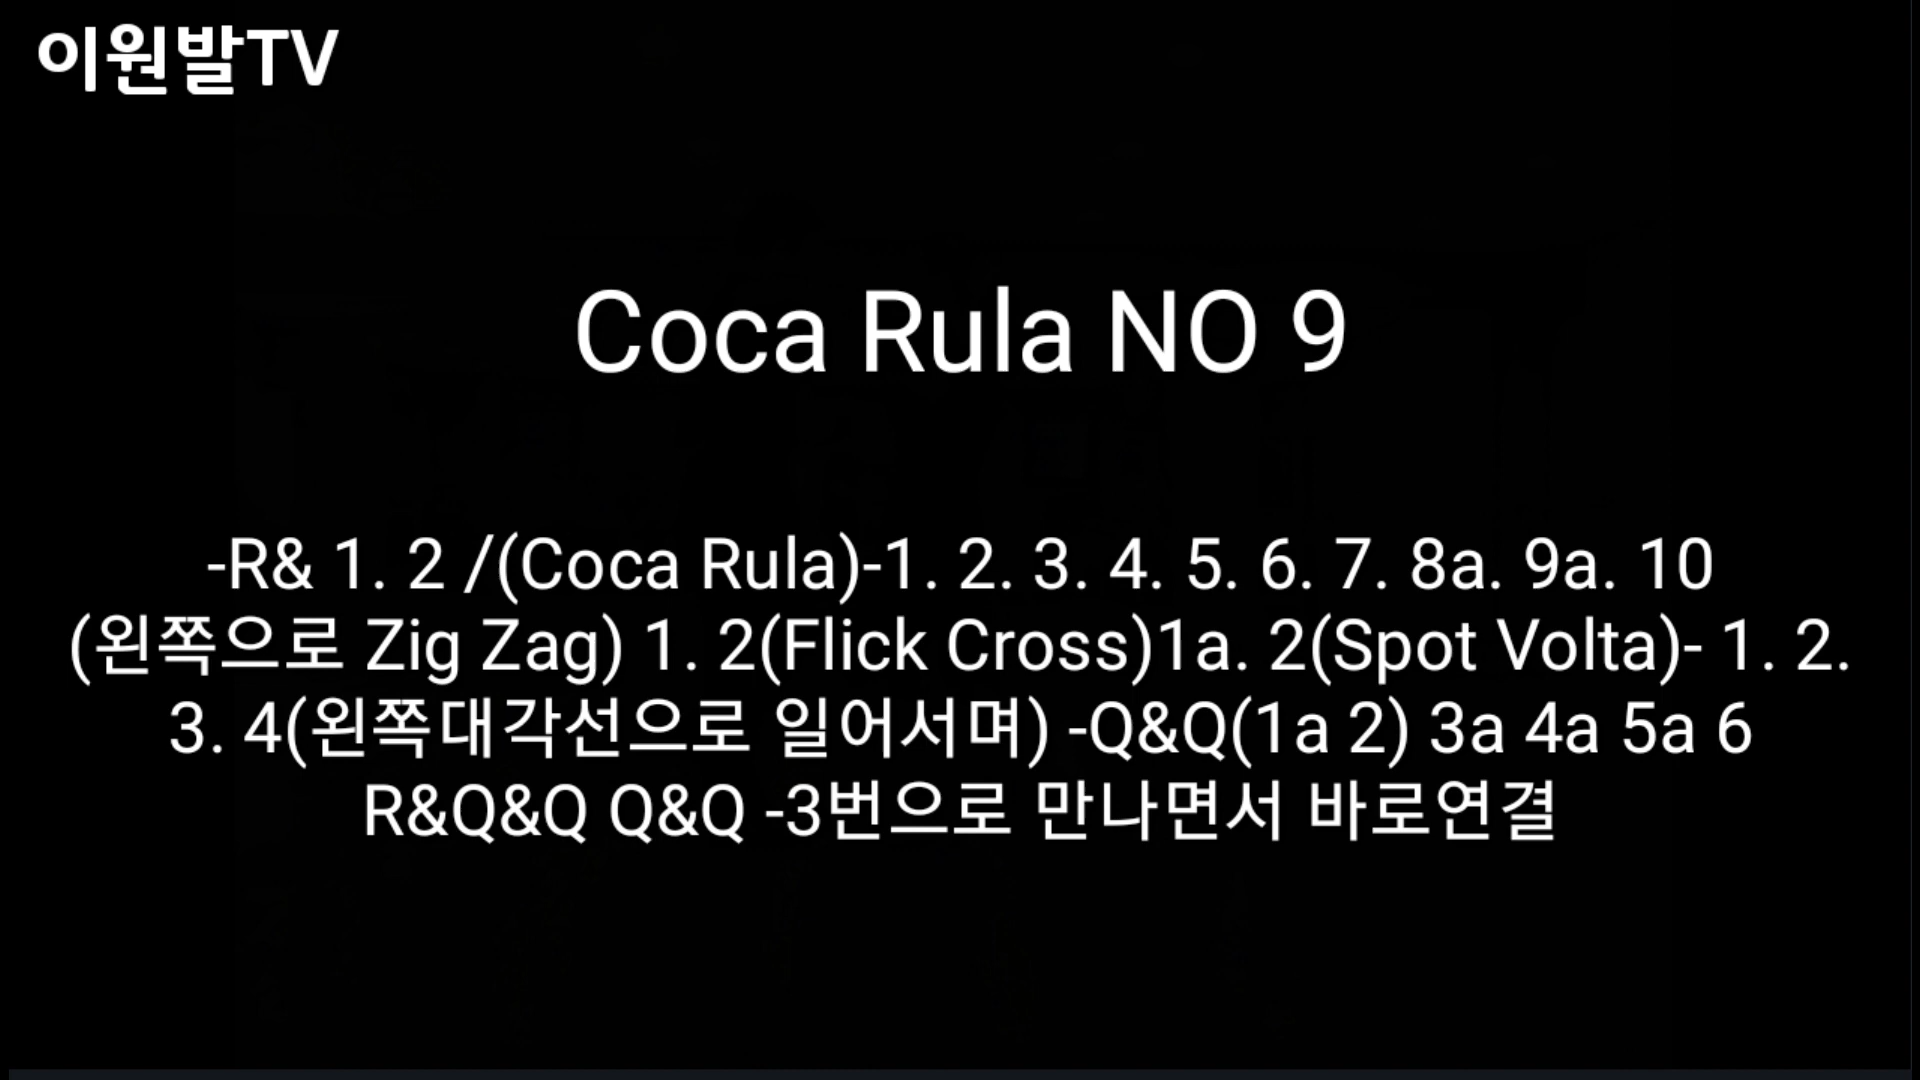 이원발TV
Coca Rula NO 9
-R& 1. 2 /(Coca Rula)-1. 2. 3. 4. 5. 6. 7. 8a. 9a. 10
(왼쪽으로 Zig Zag) 1. 2(Flick Cross)1a. 2(Spot Volta)- 1. 2.
3. 4(왼쪽대각선으로 일어서며) -Q&Q(1a 2) 3a 4a 5a 6
R&Q&Q Q&Q -3번으로 만나면서 바로연결